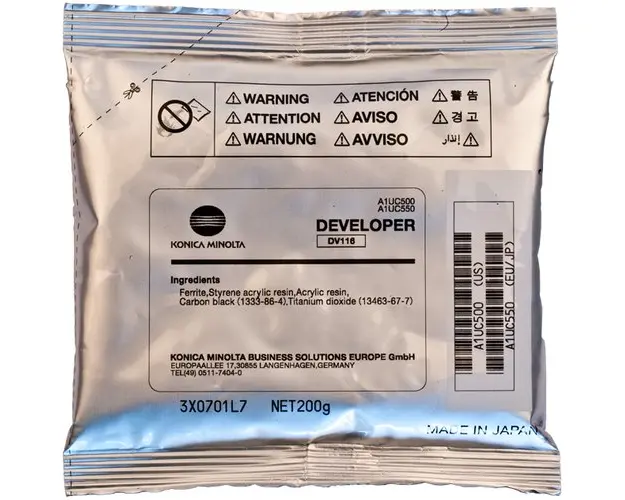 ⚠WARNING ⚠ATENCIÓN ⚠警告
⚠ATTENTION ⚠AVISO ⚠경고
⚠WARNUNG ⚠AVVISO إنذار⚠
A1UC500
A1UC550
DEVELOPER
DV116
KONICA MINOLTA
Ingredients
Ferrite,Styrene acrylic resin,Acrylic resin,
Carbon black (1333-86-4),Titanium dioxide (13463-67-7)
KONICA MINOLTA BUSINESS SOLUTIONS EUROPE GmbH
EUROPAALLEE 17,30855 LANGENHAGEN,GERMANY
TEL(49) 0511-7404-0
A1UC500 (US)
A1UC550 (EU/JP)
3X0701L7 NET200g
MADE IN JAPAN